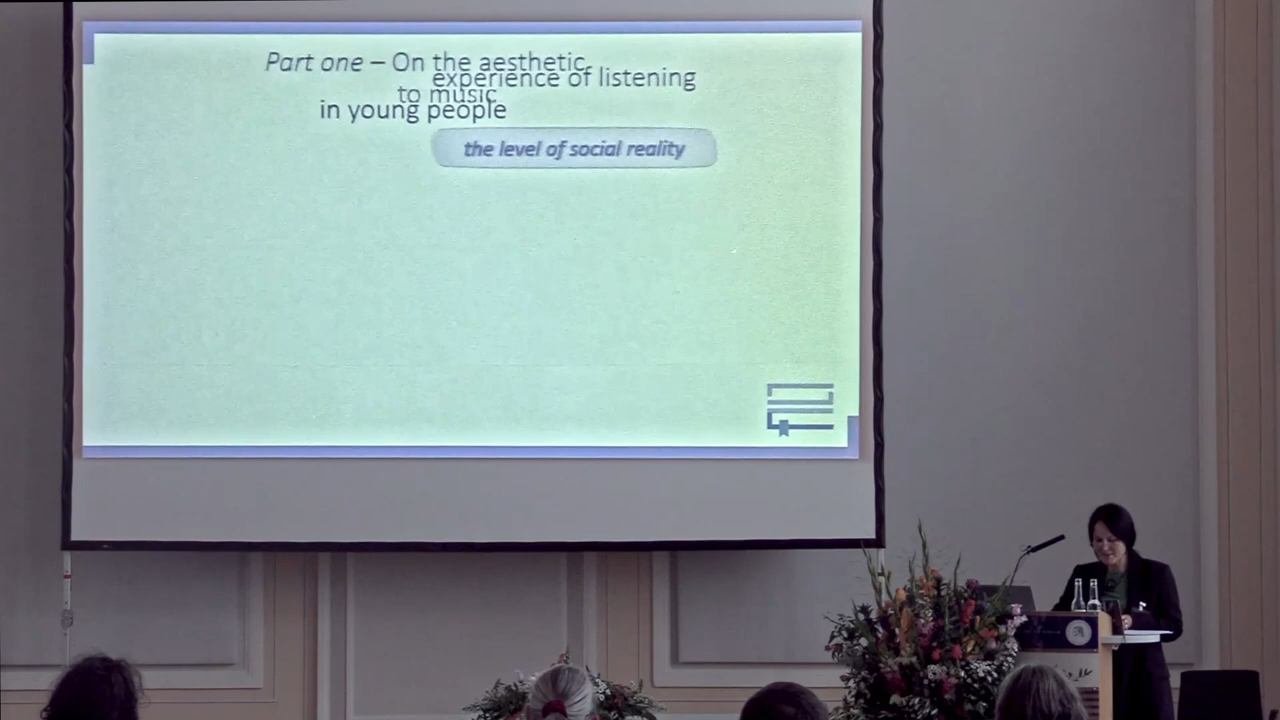 Part one – On the aesthetic
experience of listening
to music
in young people
the level of social reality